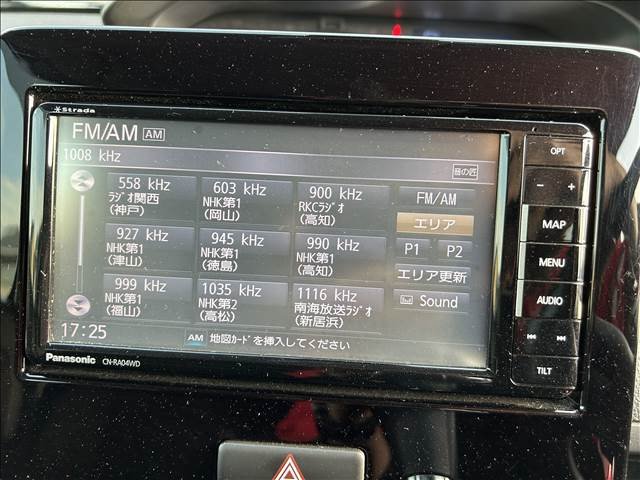 Strada
FM/AM AM
1008 kHz
音の匠
558 kHz
ラジオ関西
(神戸)
603 kHz
NHK第1
(岡山)
900 kHz
RKCラジオ
(高知)
FM/AM
エリア
927 kHz
NHK第1
(津山)
945 kHz
NHK第1
(徳島)
990 kHz
NHK第1
(高知)
P1 P2
エリア更新
999 kHz
NHK第1
(福山)
1035 kHz
NHK第2
(高松)
1116 kHz
南海放送ラジオ
(新居浜)
Sound
17:25
AM 地図カードを挿入してください
Panasonic CN-RA04WD
OPT
− +
MAP
MENU
AUDIO
TILT